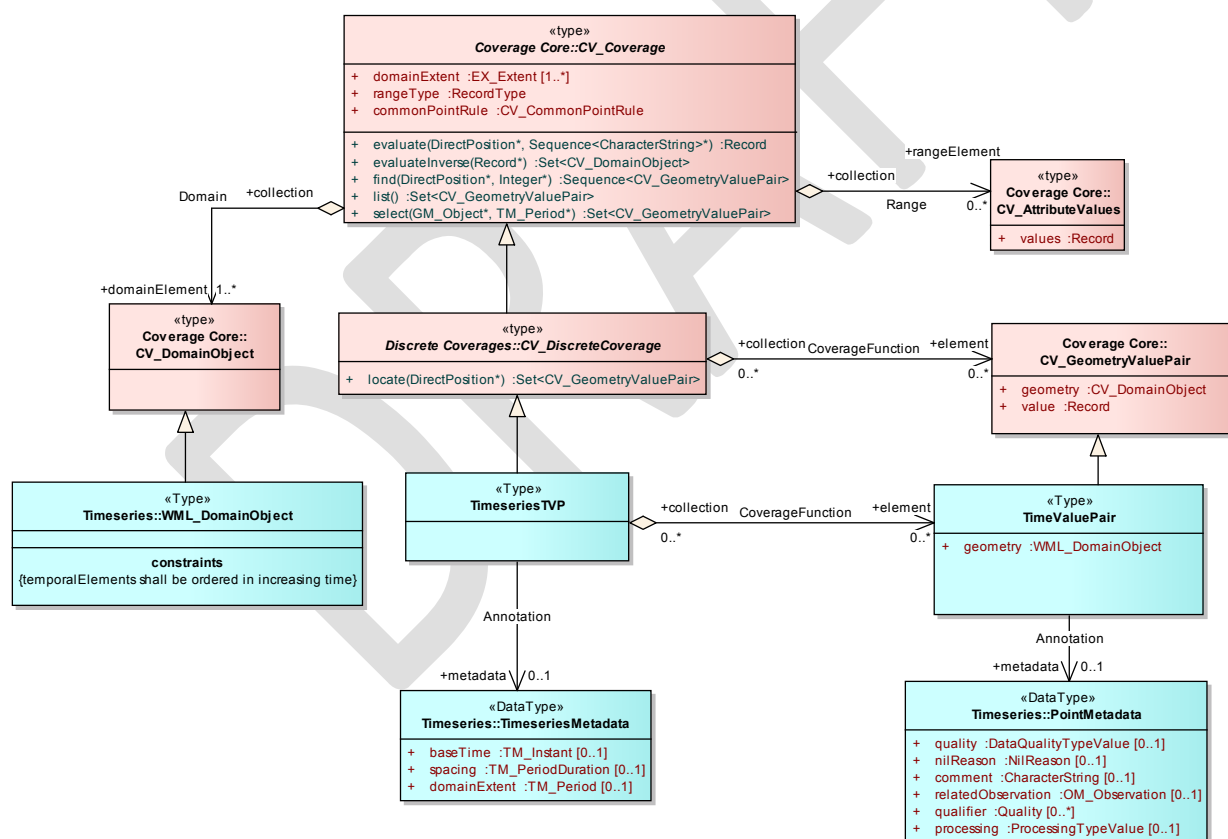 DRAFT
«type»
Coverage Core::CV_Coverage
+ domainExtent :EX_Extent [1..*]
+ rangeType :RecordType
+ commonPointRule :CV_CommonPointRule
+ evaluate(DirectPosition*, Sequence<CharacterString>*) :Record
+ evaluateInverse(Record*) :Set<CV_DomainObject>
+ find(DirectPosition*, Integer*) :Sequence<CV_GeometryValuePair>
+ list() :Set<CV_GeometryValuePair>
+ select(GM_Object*, TM_Period*) :Set<CV_GeometryValuePair>
Domain
+collection
+domainElement
1..*
+collection
Range
+rangeElement
0..*
«type»
Coverage Core::
CV_AttributeValues
+ values :Record
«type»
Coverage Core::
CV_DomainObject
«type»
Discrete Coverages::CV_DiscreteCoverage
+ locate(DirectPosition*) :Set<CV_GeometryValuePair>
+collection
0..*
CoverageFunction
+element
0..*
Coverage Core::
CV_GeometryValuePair
+ geometry :CV_DomainObject
+ value :Record
«Type»
Timeseries::WML_DomainObject
constraints
{temporalElements shall be ordered in increasing time}
«Type»
TimeseriesTVP
+collection
0..*
CoverageFunction
+element
0..*
«Type»
TimeValuePair
+ geometry :WML_DomainObject
Annotation
+metadata
0..1
Annotation
+metadata
0..1
«DataType»
Timeseries::TimeseriesMetadata
+ baseTime :TM_Instant [0..1]
+ spacing :TM_PeriodDuration [0..1]
+ domainExtent :TM_Period [0..1]
«DataType»
Timeseries::PointMetadata
+ quality :DataQualityTypeValue [0..1]
+ nilReason :NilReason [0..1]
+ comment :CharacterString [0..1]
+ relatedObservation :OM_Observation [0..1]
+ qualifier :Quality [0..*]
+ processing :ProcessingTypeValue [0..1]